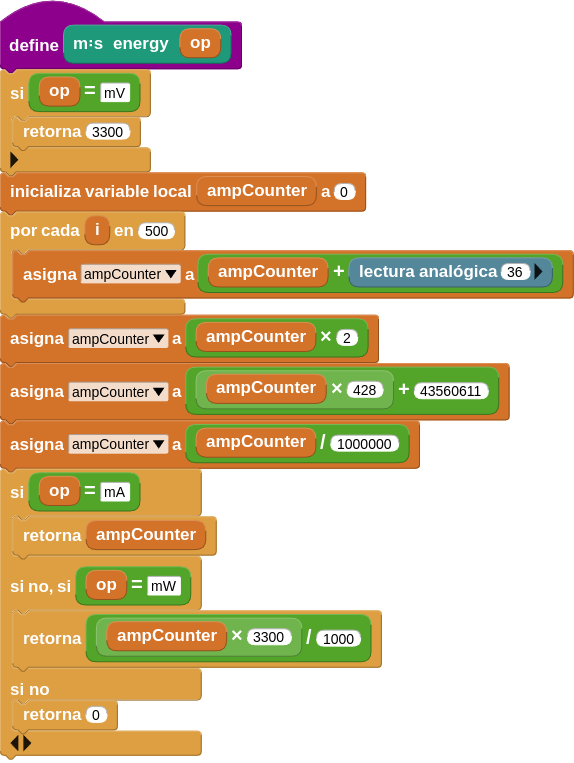 define m:s energy op
si op = mV
retorna 3300
inicializa variable local ampCounter a 0
por cada i en 500
asigna ampCounter a ampCounter + lectura analógica 36
asigna ampCounter a ampCounter × 2
asigna ampCounter a ampCounter × 428 + 43560611
asigna ampCounter a ampCounter / 1000000
si op = mA
retorna ampCounter
si no, si op = mW
retorna ampCounter × 3300 / 1000
si no
retorna 0